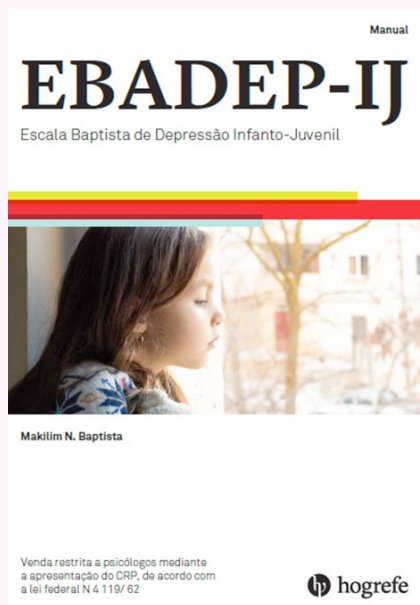 Manual
EBADEP-IJ
Escala Baptista de Depressão Infanto-Juvenil
Makilim N. Baptista
Venda restrita a psicólogos mediante
a apresentação do CRP, de acordo com
a lei federal N 4 119/ 62
hogrefe